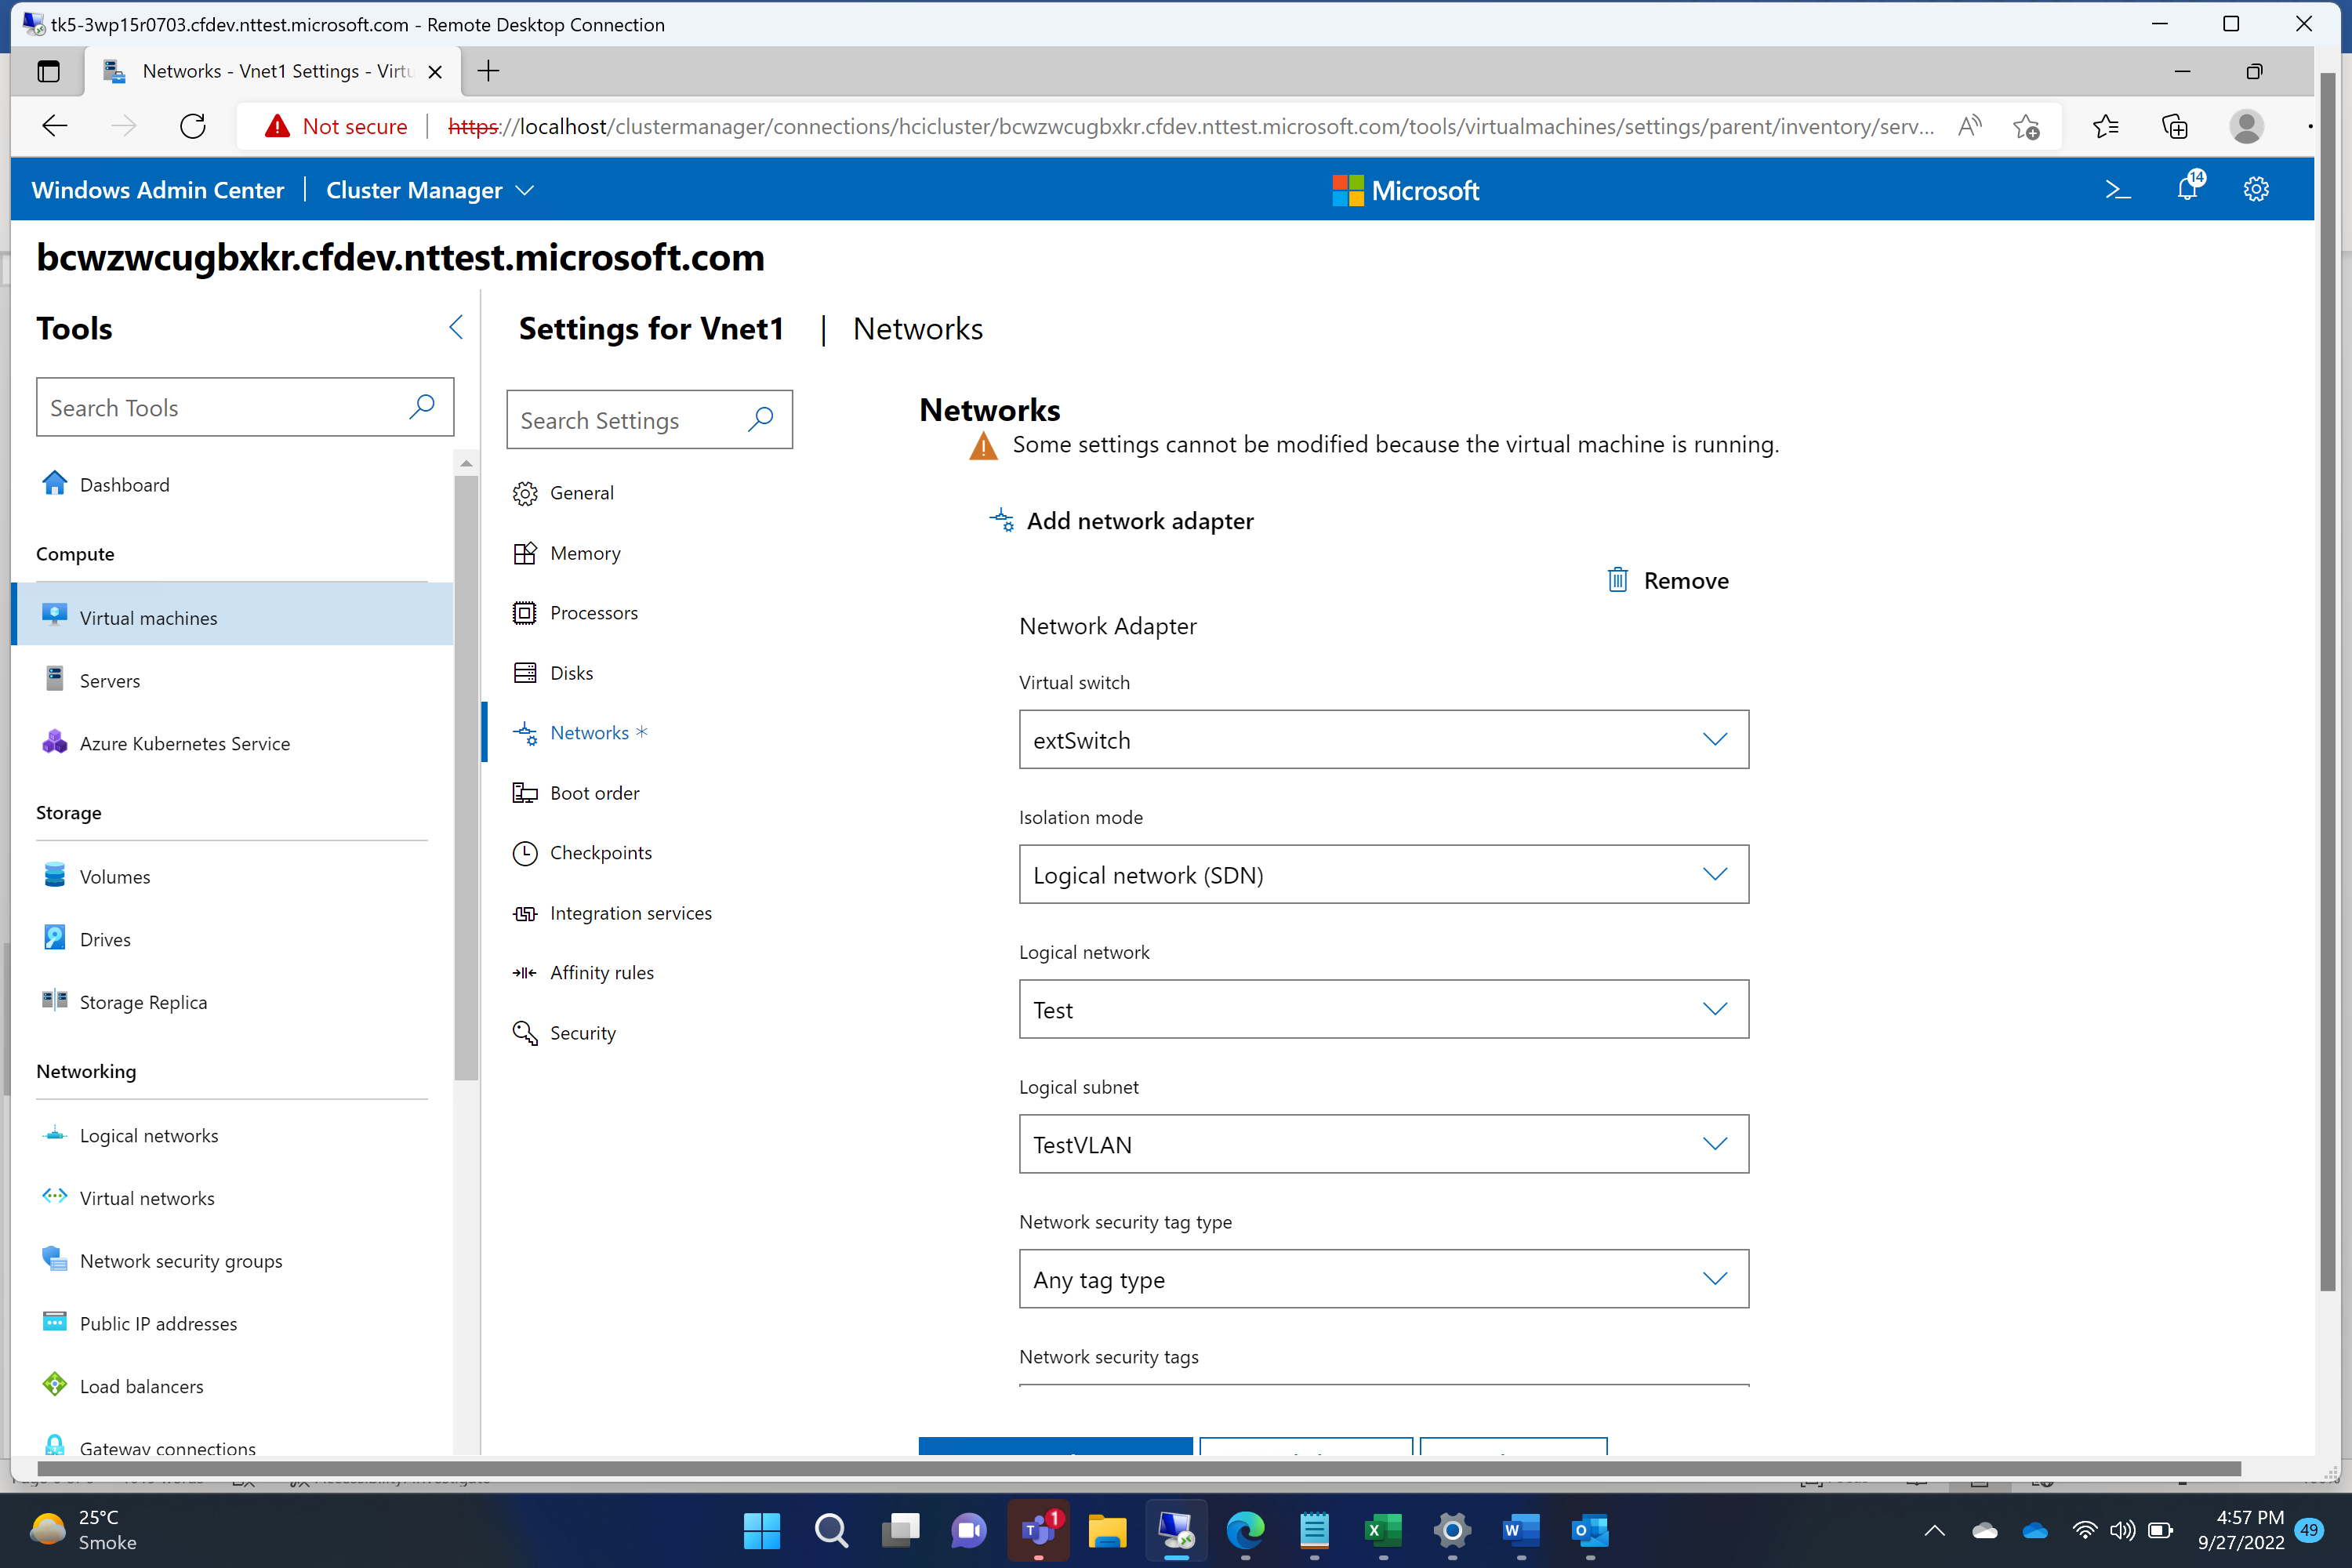 tk5-3wp15r0703.cfdev.nttest.microsoft.com - Remote Desktop Connection
Networks - Vnet1 Settings - Virtu
Not secure
https://localhost/clustermanager/connections/hcicluster/bcwzwcugbxkr.cfdev.nttest.microsoft.com/tools/virtualmachines/settings/parent/inventory/serv...
Windows Admin Center
Cluster Manager
Microsoft
14
bcwzwcugbxkr.cfdev.nttest.microsoft.com
Tools
Search Tools
Dashboard
Compute
Virtual machines
Servers
Azure Kubernetes Service
Storage
Volumes
Drives
Storage Replica
Networking
Logical networks
Virtual networks
Network security groups
Public IP addresses
Load balancers
Gateway connections
Settings for Vnet1 | Networks
Search Settings
General
Memory
Processors
Disks
Networks *
Boot order
Checkpoints
Integration services
Affinity rules
Security
Networks
Some settings cannot be modified because the virtual machine is running.
Add network adapter
Remove
Network Adapter
Virtual switch
extSwitch
Isolation mode
Logical network (SDN)
Logical network
Test
Logical subnet
TestVLAN
Network security tag type
Any tag type
Network security tags
25°C
Smoke
1
4:57 PM
9/27/2022
49